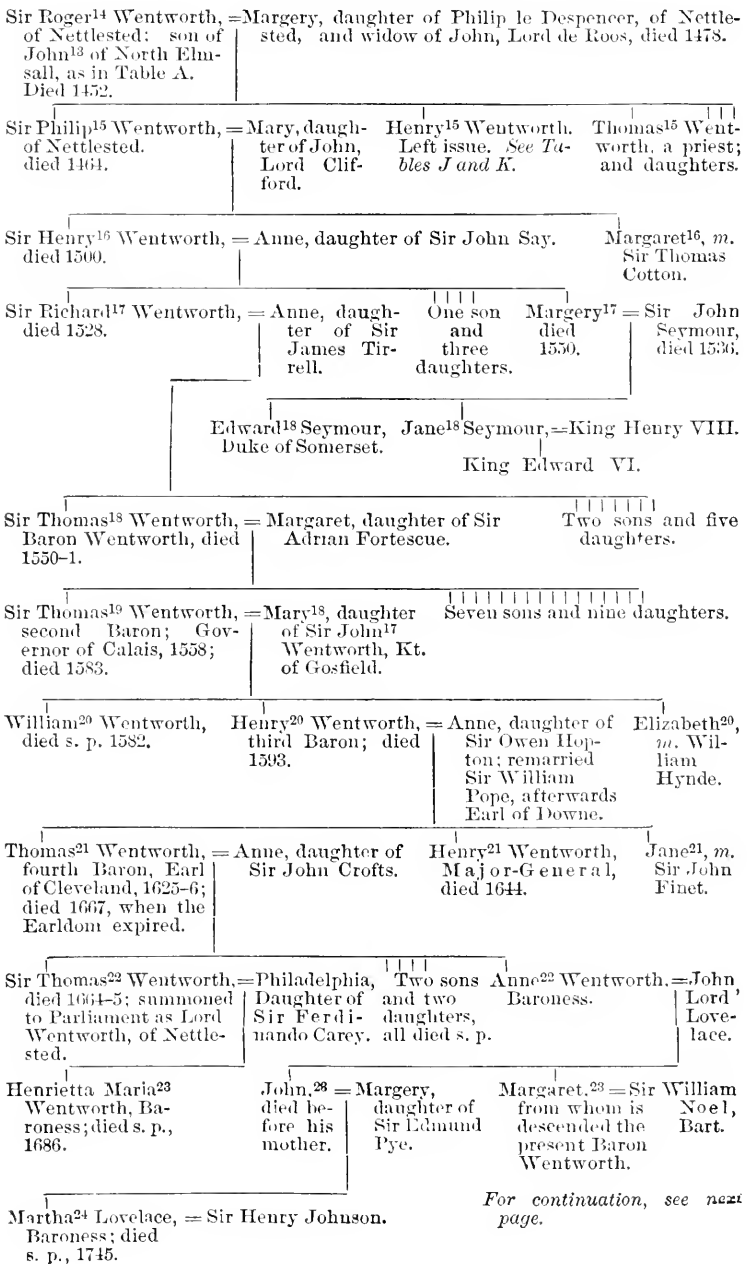 Sir Roger¹⁴ Wentworth, =Margery, daughter of Philip le Despencer, of Nettle-
of Nettlested: son of sted, and widow of John, Lord de Roos, died 1478.
John¹³ of North Elm-
sall, as in Table A.
Died 1452.
Sir Philip¹⁵ Wentworth, = Mary, daugh- Henry¹⁵ Wentworth. Thomas¹⁵ Went-
of Nettlested. ter of John, Left issue. See Ta- worth, a priest;
died 1464. Lord Clif- bles J and K. and daughters.
ford.
Sir Henry¹⁶ Wentworth, = Anne, daughter of Sir John Say. Margaret¹⁶, m.
died 1500. Sir Thomas
Cotton.
Sir Richard¹⁷ Wentworth, = Anne, daugh- One son Margery¹⁷ = Sir John
died 1528. ter of Sir and died Seymour,
James Tir- three 1550. died 1536.
rell. daughters.
Edward¹⁸ Seymour, Jane¹⁸ Seymour,=King Henry VIII.
Duke of Somerset.
King Edward VI.
Sir Thomas¹⁸ Wentworth, = Margaret, daughter of Sir Two sons and five
Baron Wentworth, died Adrian Fortescue. daughters.
1550-1.
Sir Thomas¹⁹ Wentworth, =Mary¹⁸, daughter Seven sons and nine daughters.
second Baron; Gov- of Sir John¹⁷
ernor of Calais, 1558; Wentworth, Kt.
died 1583. of Gosfield.
William²⁰ Wentworth, Henry²⁰ Wentworth, = Anne, daughter of Elizabeth²⁰,
died s. p. 1582. third Baron; died Sir Owen Hop- m. Wil-
1593. ton; remarried liam
Sir William Hynde.
Pope, afterwards
Earl of Downe.
Thomas²¹ Wentworth, = Anne, daughter of Henry²¹ Wentworth, Jane²¹, m.
fourth Baron, Earl Sir John Crofts. Major-General, Sir John
of Cleveland, 1625-6; died 1644. Finet.
died 1667, when the
Earldom expired.
Sir Thomas²² Wentworth,=Philadelphia, Two sons Anne²² Wentworth,=John
died 1664-5; summoned Daughter of and two Baroness. Lord
to Parliament as Lord Sir Ferdi- daughters, Love-
Wentworth, of Nettle- nando Carey. all died s. p. lace.
sted.
Henrietta Maria²³ John,²³ = Margery, Margaret,²³ = Sir William
Wentworth, Ba- died be- daughter of from whom is Noel,
roness; died s. p., fore his Sir Edmund descended the Bart.
1686. mother. Pye. present Baron
Wentworth.
For continuation, see next
Martha²⁴ Lovelace, = Sir Henry Johnson. page.
Baroness; died
s. p., 1745.